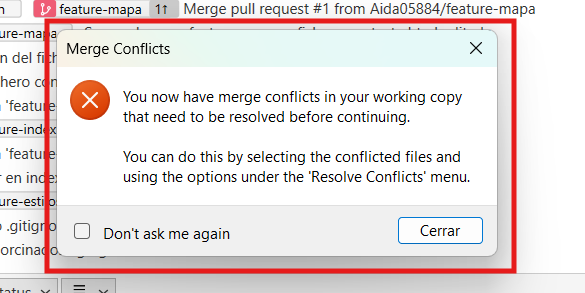 feature-mapa 1↑ Merge pull request #1 from Aida05884/feature-mapa
Merge Conflicts
You now have merge conflicts in your working copy
that need to be resolved before continuing.
You can do this by selecting the conflicted files and
using the options under the 'Resolve Conflicts' menu.
Don't ask me again
Cerrar
ure-mapa
n del fich
hero con
'feature-
ure-index
'feature-
r en index
ure-estilos
.gitign
orcinado
tatus